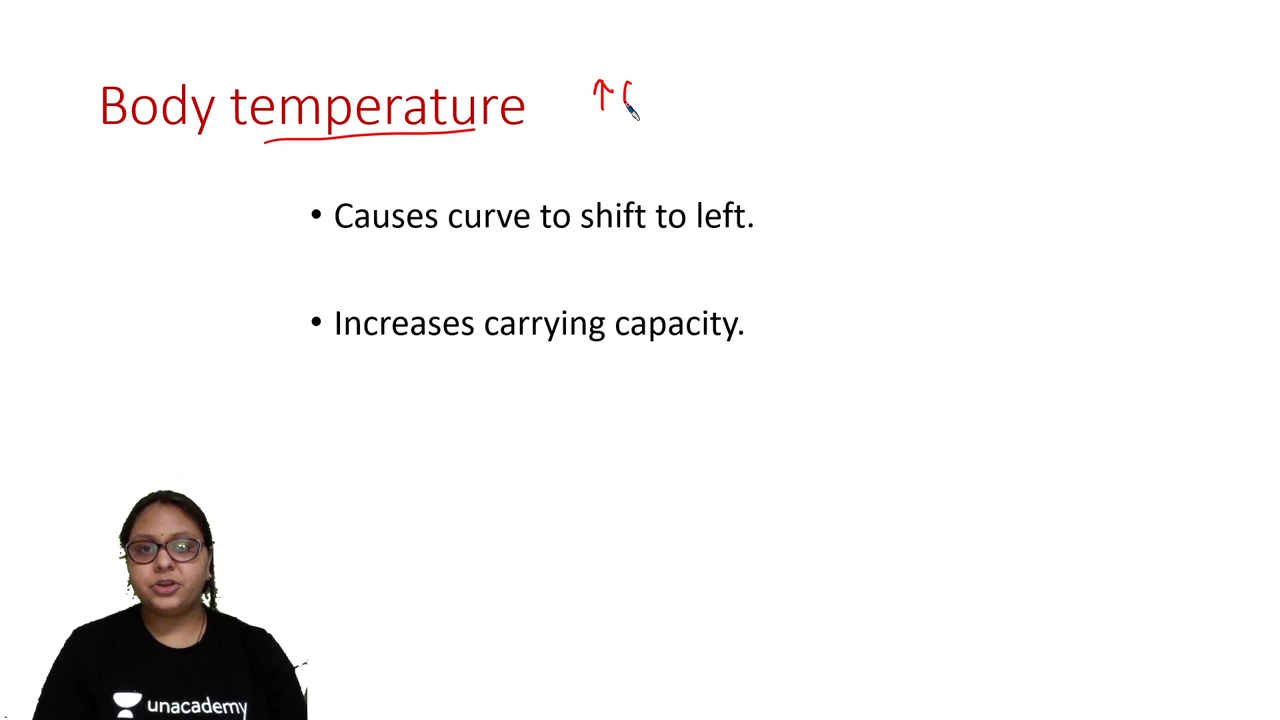 Body temperature ↑
• Causes curve to shift to left.
• Increases carrying capacity.
unacademy